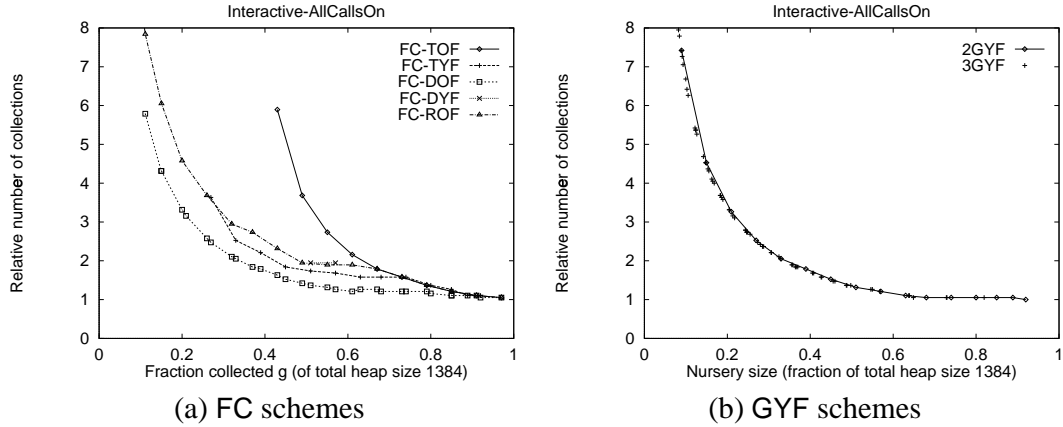 Interactive-AllCallsOn
Relative number of collections
8
7
6
5
4
3
2
1
0
0
0.2
0.4
0.6
0.8
1
Fraction collected g (of total heap size 1384)
FC-TOF
FC-TYF
FC-DOF
FC-DYF
FC-ROF
(a) FC schemes
Interactive-AllCallsOn
Relative number of collections
8
7
6
5
4
3
2
1
0
0
0.2
0.4
0.6
0.8
1
Nursery size (fraction of total heap size 1384)
2GYF
3GYF
(b) GYF schemes